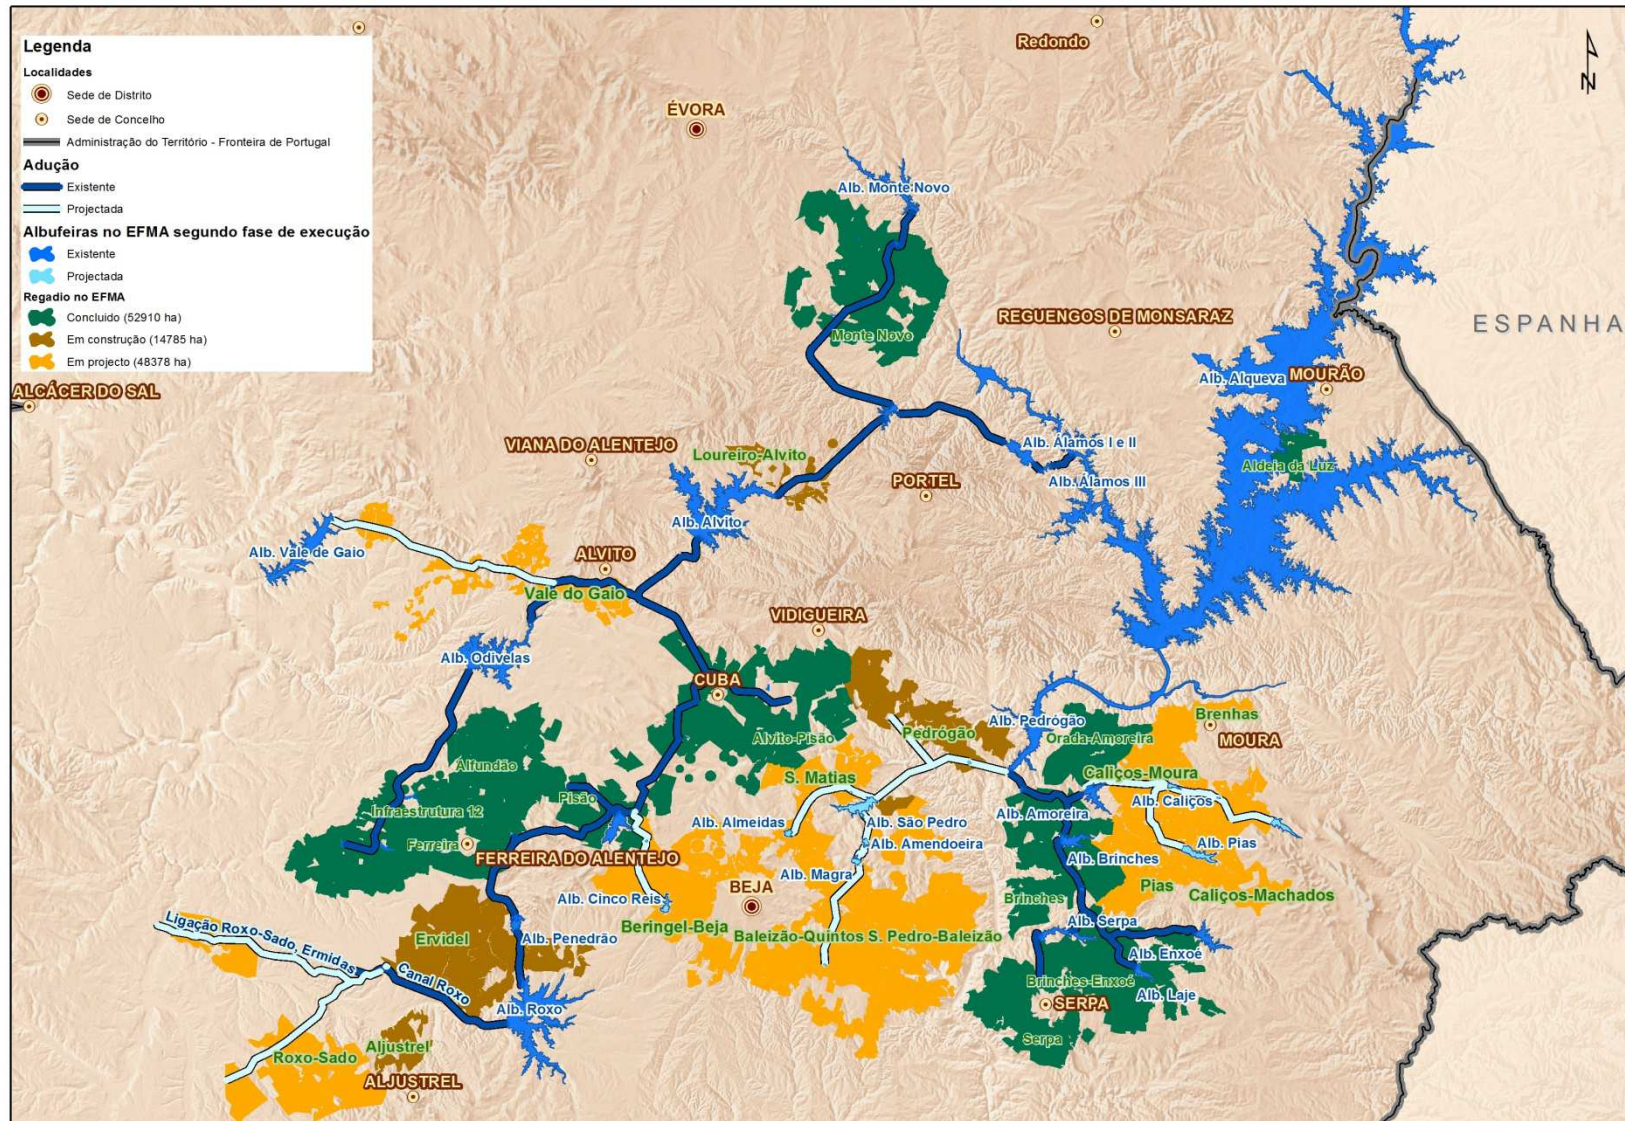 Legenda
Localidades
Sede de Distrito
Sede de Concelho
Administração do Território - Fronteira de Portugal
Adução
Existente
Projectada
Albufeiras no EFMA segundo fase de execução
Existente
Projectada
Regadio no EFMA
Concluido (52910 ha)
Em construção (14785 ha)
Em projecto (48378 ha)
Redondo
N
ÉVORA
Alb. Monte Novo
Monte Novo
REGUENGOS DE MONSARAZ
ESPANHA
Alb. Alqueva
MOURÃO
ALCÁCER DO SAL
VIANA DO ALENTEJO
Loureiro-Alvito
Alb. Álamos I e II
Aldeia da Luz
PORTEL
Alb. Álamos III
Alb. Alvito
Alb. Vale de Gaio
ALVITO
Vale do Gaio
VIDIGUEIRA
Alb. Odivelas
CUBA
Alb. Pedrógão
Brenhas
Pedrógão
Orada-Amoreira
MOURA
Alvito-Pisão
Alfundão
S. Matias
Caliços-Moura
Pisão
Alb. Caliços
Infraestrutura 12
Alb. Almeidas
Alb. São Pedro
Alb. Amoreira
Ferreira
Alb. Amendoeira
Alb. Pias
FERREIRA DO ALENTEJO
Alb. Brinches
Alb. Magra
BEJA
Pias
Alb. Cinco Reis
Brinches
Caliços-Machados
Ligação Roxo-Sado, Ermidas
Beringel-Beja
Alb. Serpa
Ervidel
Alb. Penedrão
Baleizão-Quintos
S. Pedro-Baleizão
Alb. Enxoé
Canal Roxo
Brinches-Enxoé
Alb. Laje
Alb. Roxo
SERPA
Serpa
Aljustrel
Roxo-Sado
ALJUSTREL